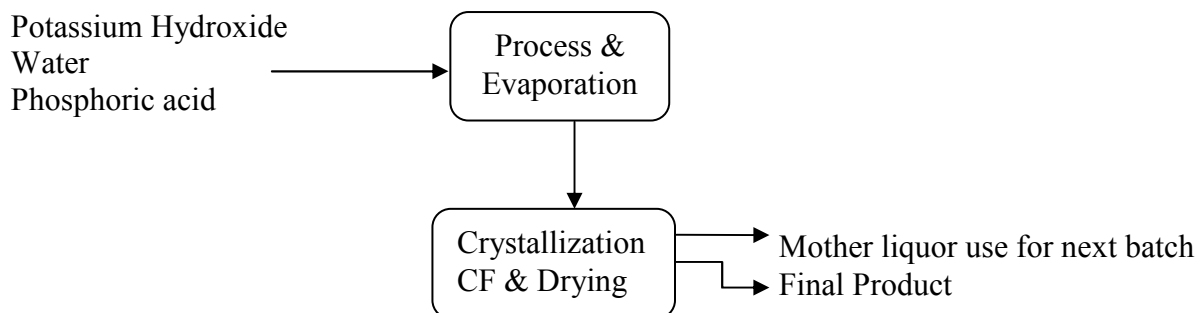 Potassium Hydroxide
Water
Phosphoric acid
Process &
Evaporation
Crystallization
CF & Drying
Mother liquor use for next batch
Final Product